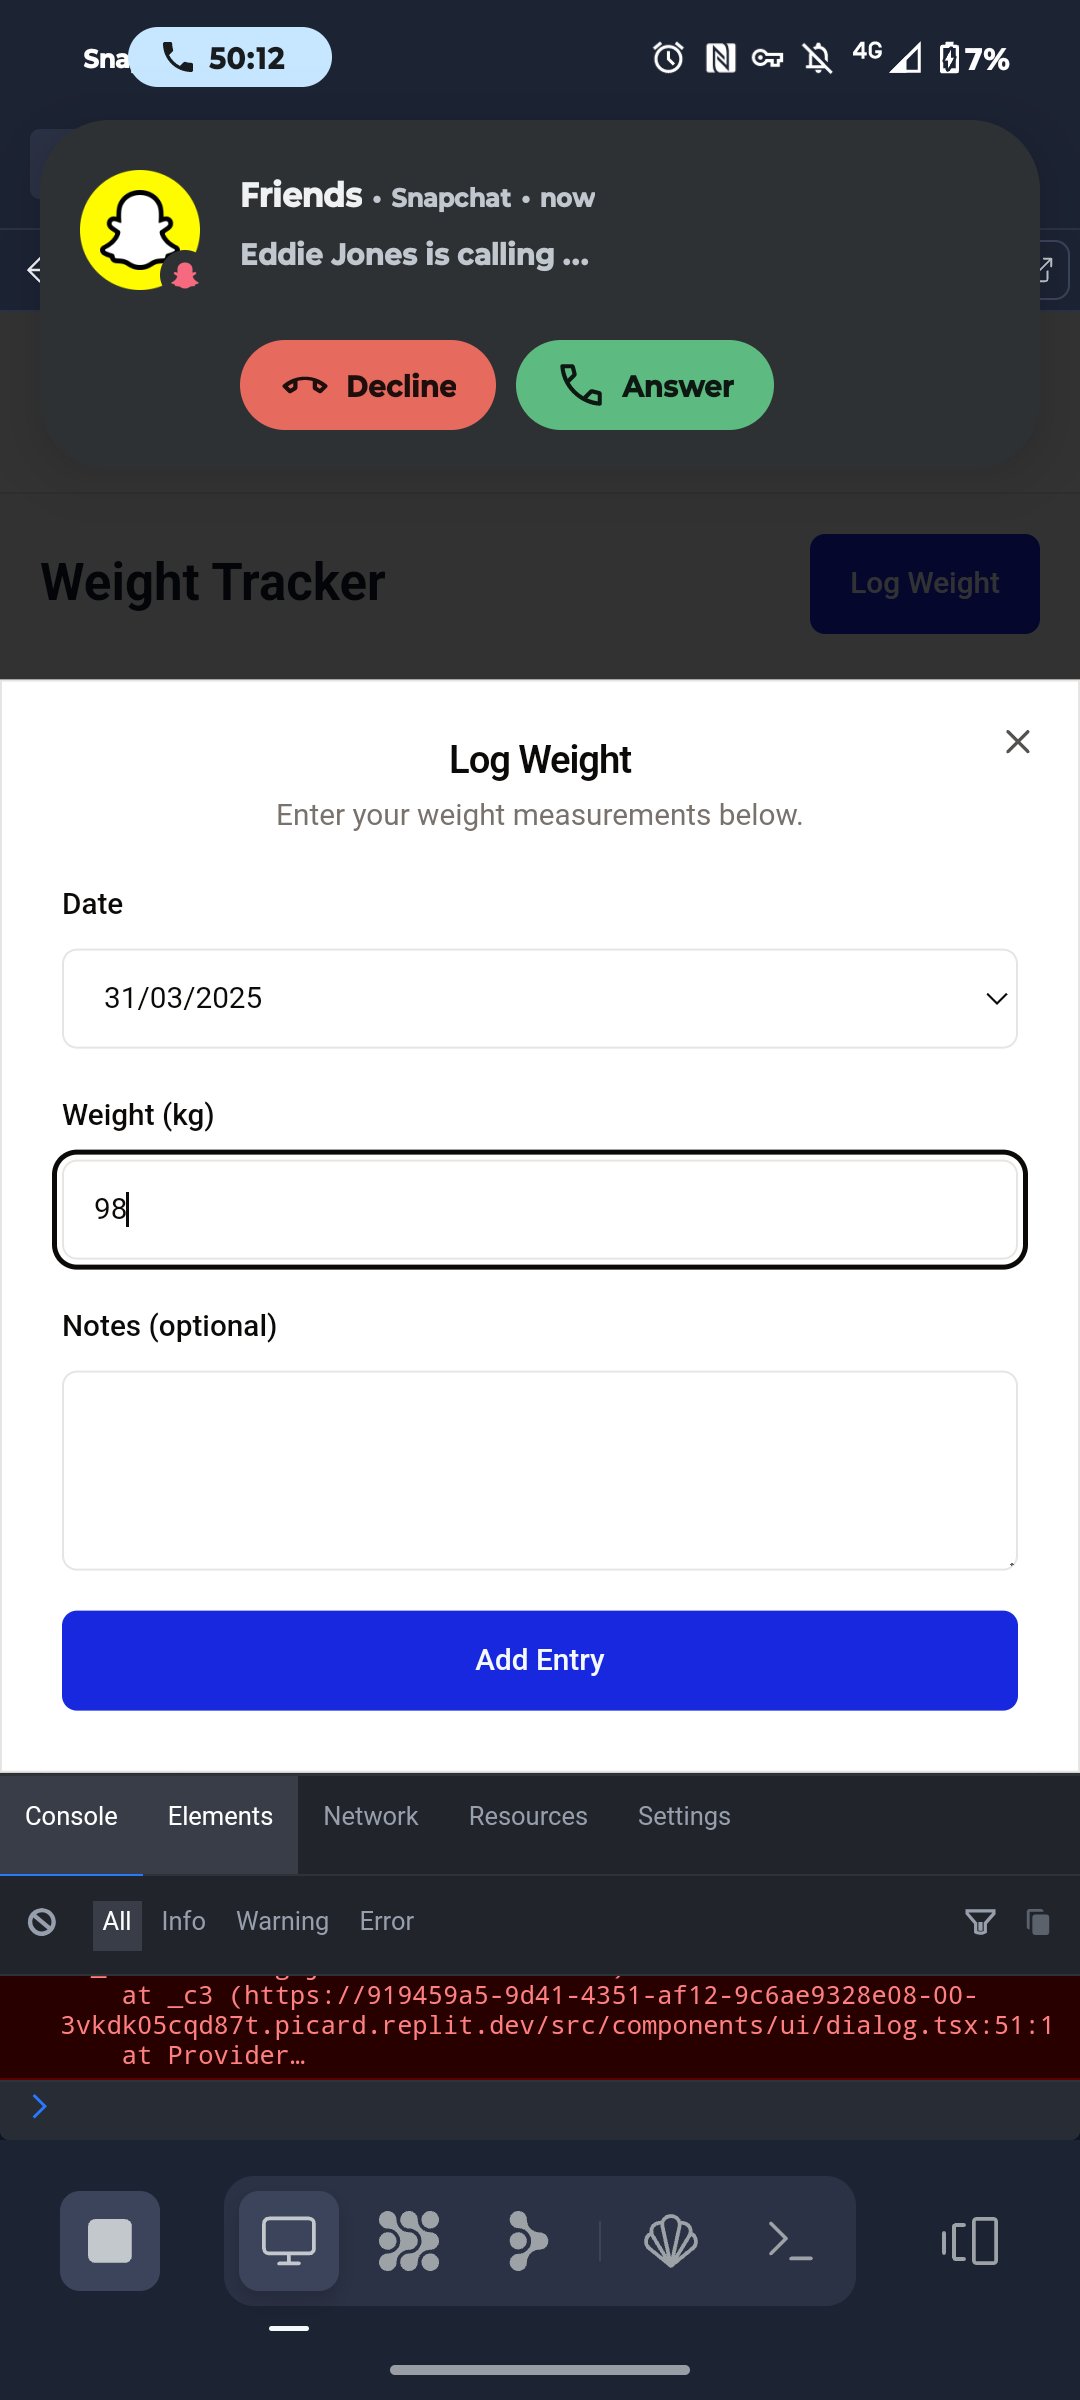 Sna
50:12
4G
7%
Friends • Snapchat • now
Eddie Jones is calling ...
Decline
Answer
Weight Tracker
Log Weight
Log Weight
Enter your weight measurements below.
Date
31/03/2025
Weight (kg)
98
Notes (optional)
Add Entry
Console
Elements
Network
Resources
Settings
All
Info
Warning
Error
at _c3 (https://919459a5-9d41-4351-af12-9c6ae9328e08-00-
3vkdk05cqd87t.picard.replit.dev/src/components/ui/dialog.tsx:51:1
at Provider…